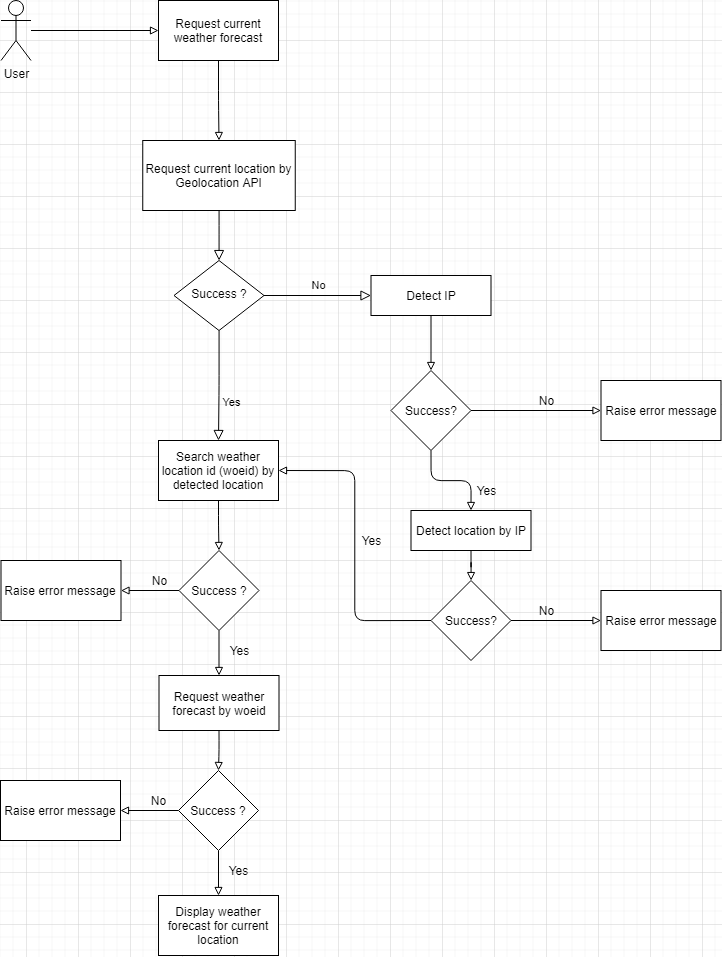 Request current
weather forecast
User
Request current location by
Geolocation API
Success ?
No
Detect IP
Yes
Success?
No
Raise error message
Search weather
location id (woeid) by
detected location
Yes
Detect location by IP
Yes
Success ?
No
Raise error message
Success?
No
Raise error message
Yes
Request weather
forecast by woeid
Success ?
No
Raise error message
Yes
Display weather
forecast for current
location